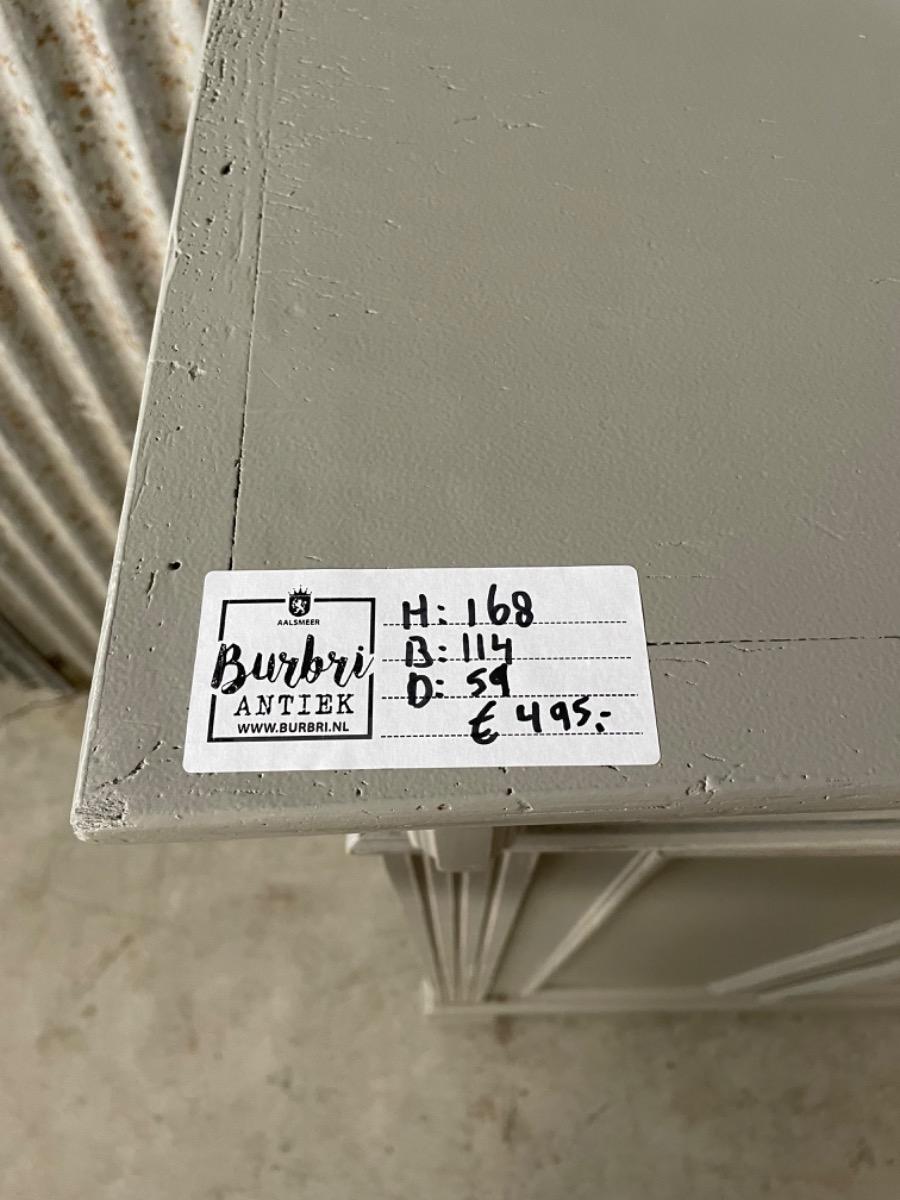 AALSMEER
Burbri
ANTIEK
WWW.BURBRI.NL
H: 168
B: 114
D: 59
€ 495.-